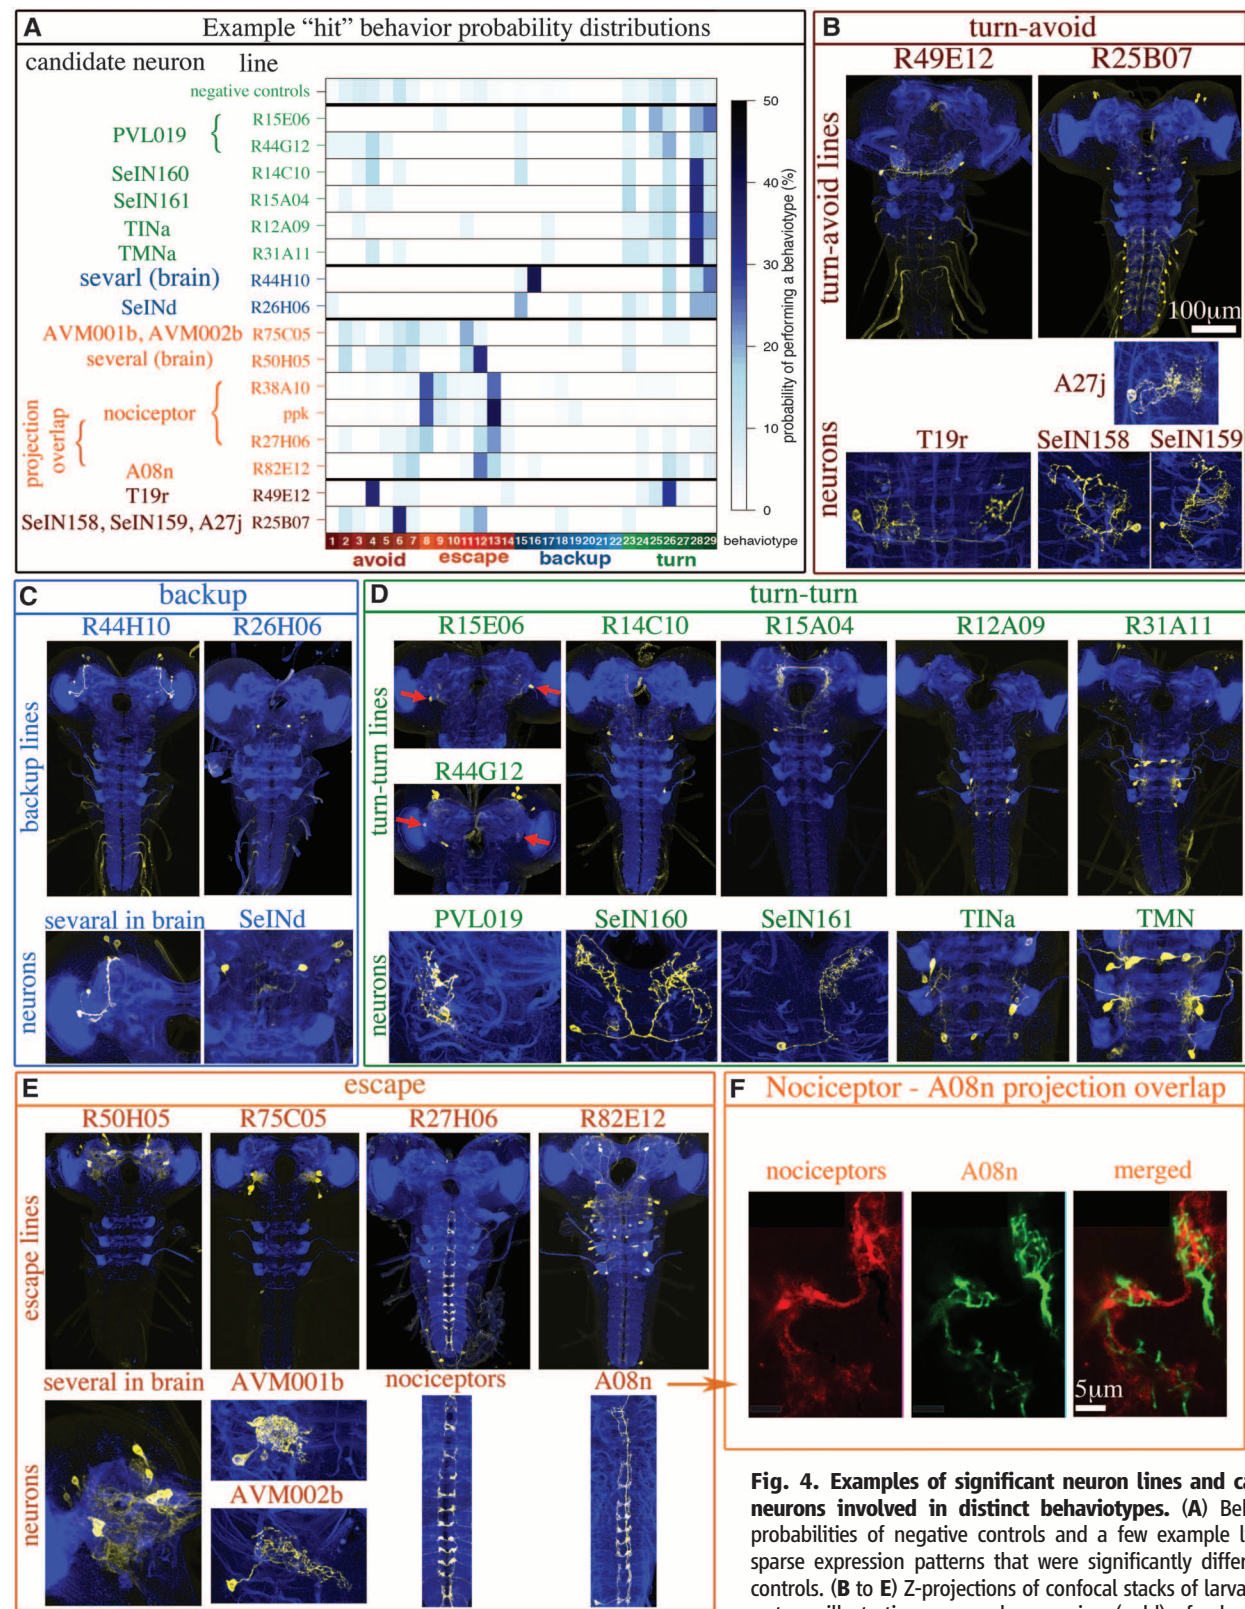 A Example “hit” behavior probability distributions
candidate neuron line
negative controls
PVL019 { R15E06
R44G12
SeIN160 R14C10
SeIN161 R15A04
TINa R12A09
TMNa R31A11
sevarl (brain) R44H10
SeINd R26H06
AVM001b, AVM002b R75C05
several (brain) R50H05
nociceptor { R38A10
ppk
R27H06
projection overlap {
A08n R82E12
T19r R49E12
SeIN158, SeIN159, A27j R25B07
1 2 3 4 5 6 7 8 9 10 11 12 13 14 15 16 17 18 19 20 21 22 23 24 25 26 27 28 29 behaviotype
avoid escape backup turn
50
40
30
20
10
0
probability of performing a behaviotype (%)
B turn-avoid
R49E12 R25B07
turn-avoid lines
100µm
A27j
T19r SeIN158 SeIN159
neurons
C backup
R44H10 R26H06
backup lines
sevaral in brain SeINd
neurons
D turn-turn
R15E06 R14C10 R15A04 R12A09 R31A11
turn-turn lines
R44G12
PVL019 SeIN160 SeIN161 TINa TMN
neurons
E escape
R50H05 R75C05 R27H06 R82E12
escape lines
several in brain AVM001b nociceptors A08n
AVM002b
neurons
F Nociceptor - A08n projection overlap
nociceptors A08n merged
5µm
Fig. 4. Examples of significant neuron lines and ca
neurons involved in distinct behaviotypes. (A) Beh
probabilities of negative controls and a few example l
sparse expression patterns that were significantly differ
controls. (B to E) Z-projections of confocal stacks of larva